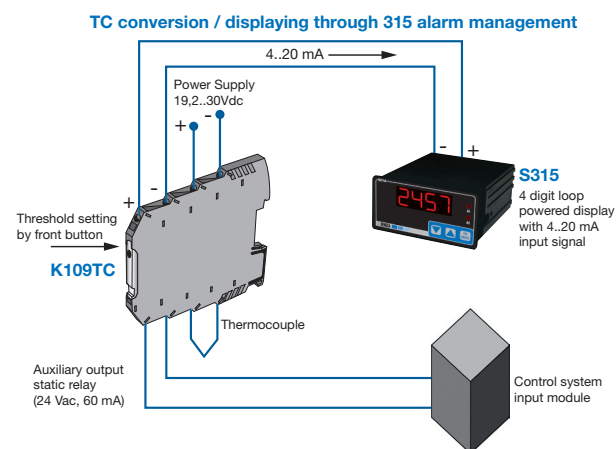 TC conversion / displaying through 315 alarm management
4..20 mA
Power Supply
19,2..30Vdc
-
+
-
+
+
-
S315
2457
4 digit loop
powered display
with 4..20 mA
input signal
Threshold setting
by front button
K109TC
Thermocouple
Auxiliary output
static relay
(24 Vac, 60 mA)
Control system
input module